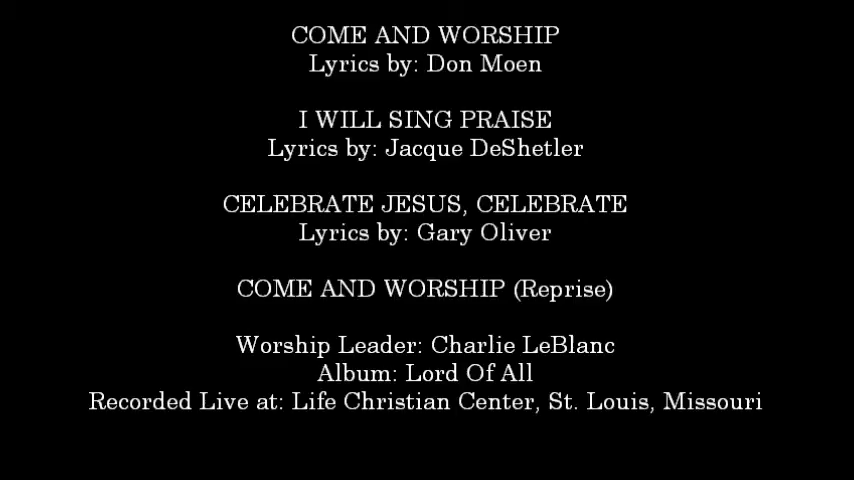 COME AND WORSHIP
Lyrics by: Don Moen
I WILL SING PRAISE
Lyrics by: Jacque DeShetler
CELEBRATE JESUS, CELEBRATE
Lyrics by: Gary Oliver
COME AND WORSHIP (Reprise)
Worship Leader: Charlie LeBlanc
Album: Lord Of All
Recorded Live at: Life Christian Center, St. Louis, Missouri